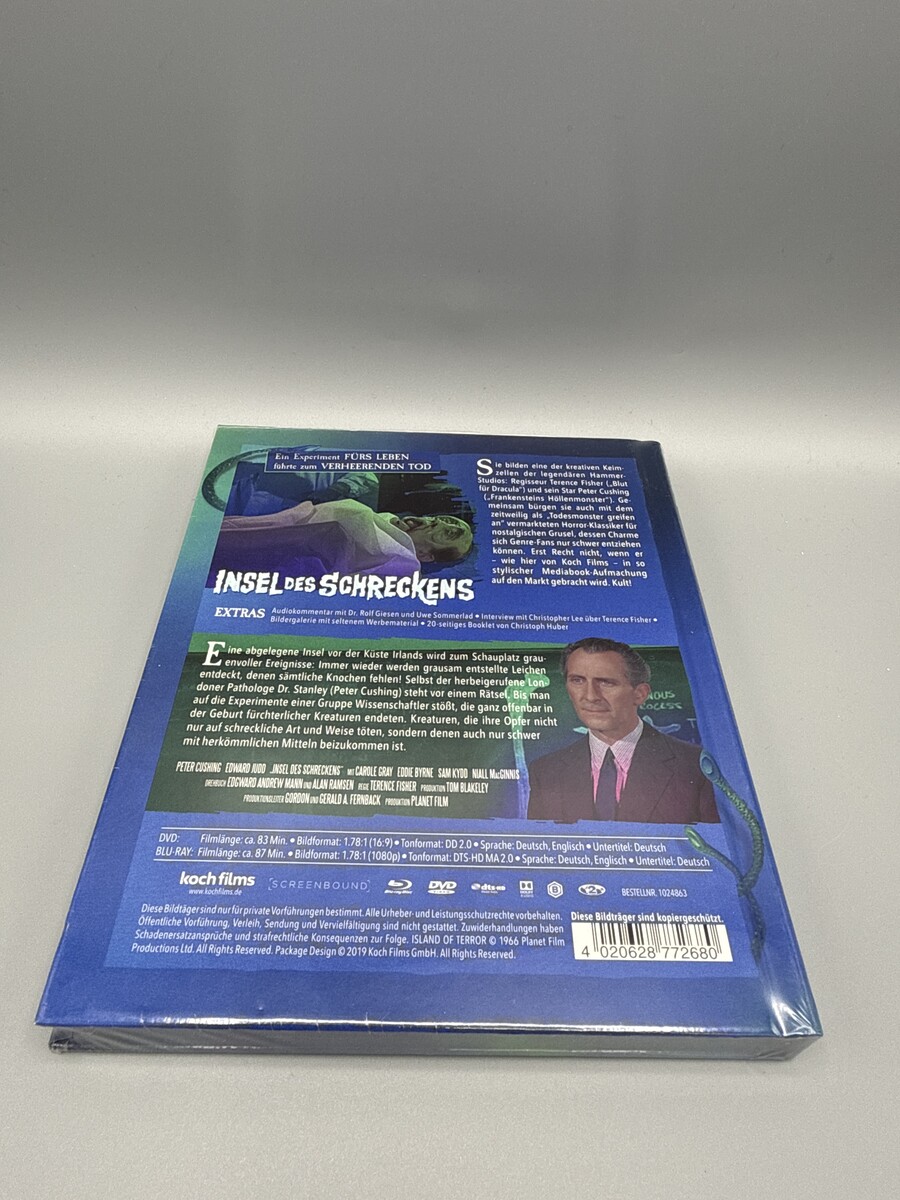 Ein Experiment FÜRS LEBEN
führte zum VERHEERENDEN TOD
Sie bilden eine der kreativen Keim-
zellen der legendären Hammer-
Studios: Regisseur Terence Fisher („Blut
für Dracula“) und sein Star Peter Cushing
(„Frankensteins Höllenmonster“). Ge-
meinsam bürgen sie auch mit dem
zeitweilig als „Todesmonster greifen
an“ vermarkteten Horror-Klassiker für
nostalgischen Grusel, dessen Charme
sich Genre-Fans nur schwer entziehen
können. Erst Recht nicht, wenn er
– wie hier von Koch Films – in so
stylischer Mediabook-Aufmachung
auf den Markt gebracht wird. Kult!
INSEL DES SCHRECKENS
EXTRAS Audiokommentar mit Dr. Rolf Giesen und Uwe Sommerlad • Interview mit Christopher Lee über Terence Fisher •
Bildergalerie mit seltenem Werbematerial • 20-seitiges Booklet von Christoph Huber
Eine abgelegene Insel vor der Küste Irlands wird zum Schauplatz grau-
envoller Ereignisse: Immer wieder werden grausam entstellte Leichen
entdeckt, denen sämtliche Knochen fehlen! Selbst der herbeigerufene Lon-
doner Pathologe Dr. Stanley (Peter Cushing) steht vor einem Rätsel. Bis man
auf die Experimente einer Gruppe Wissenschaftler stößt, die ganz offenbar in
der Geburt fürchterlicher Kreaturen endeten. Kreaturen, die ihre Opfer nicht
nur auf schreckliche Art und Weise töten, sondern denen auch nur schwer
mit herkömmlichen Mitteln beizukommen ist.
PETER CUSHING EDWARD JUDD „INSEL DES SCHRECKENS“ MIT CAROLE GRAY EDDIE BYRNE SAM KYDD NIALL MACGINNIS
DREHBUCH EDGWARD ANDREW MANN UND ALAN RAMSEN REGIE TERENCE FISHER PRODUKTION TOM BLAKELEY
PRODUKTIONSLEITER GORDON UND GERALD A. FERNBACK PRODUKTION PLANET FILM
DVD: Filmlänge: ca. 83 Min. • Bildformat: 1.78:1 (16:9) • Tonformat: DD 2.0 • Sprache: Deutsch, Englisch • Untertitel: Deutsch
BLU-RAY: Filmlänge: ca. 87 Min. • Bildformat: 1.78:1 (1080p) • Tonformat: DTS-HD MA 2.0 • Sprache: Deutsch, Englisch • Untertitel: Deutsch
koch films SCREENBOUND DVD dts BESTELLNR. 1024863
www.kochfilms.de
Diese Bildträger sind nur für private Vorführungen bestimmt. Alle Urheber- und Leistungsschutzrechte vorbehalten.
Öffentliche Vorführung, Verleih, Sendung und Vervielfältigung sind nicht gestattet. Zuwiderhandlungen haben
Schadenersatzansprüche und strafrechtliche Konsequenzen zur Folge. ISLAND OF TERROR © 1966 Planet Film
Productions Ltd. All Rights Reserved. Package Design © 2019 Koch Films GmbH. All Rights Reserved.
Diese Bildträger sind kopiergeschützt.
4 020628 772680